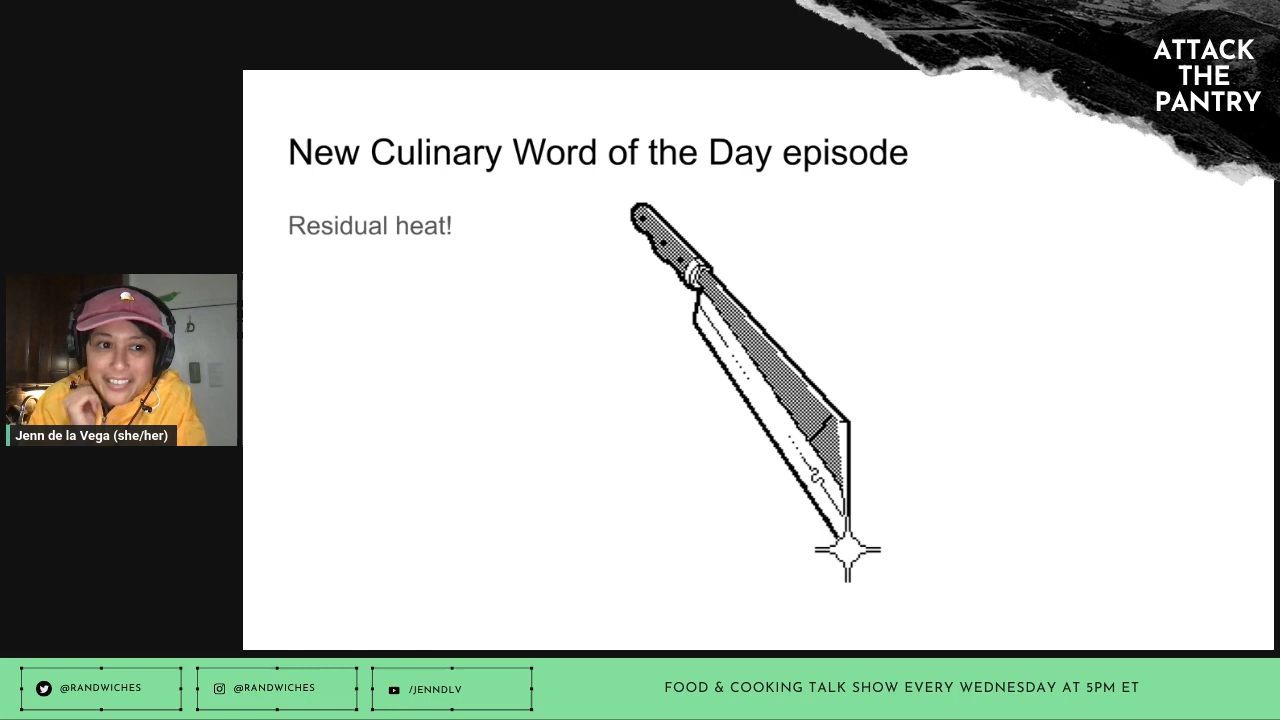 ATTACK
THE
PANTRY
New Culinary Word of the Day episode
Residual heat!
Jenn de la Vega (she/her)
@RANDWICHES
@RANDWICHES
/JENNDLV
FOOD & COOKING TALK SHOW EVERY WEDNESDAY AT 5PM ET